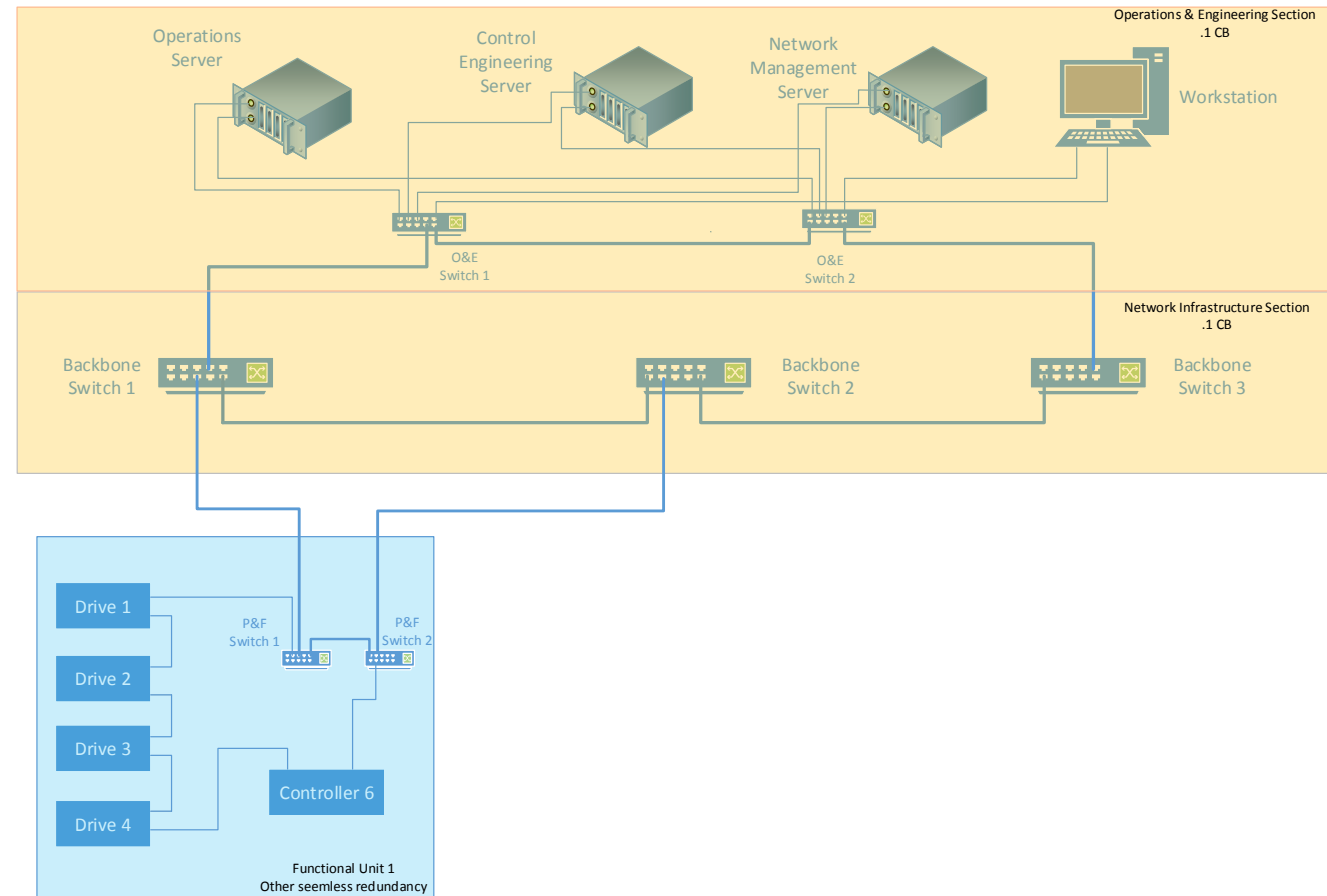 Operations & Engineering Section
.1 CB
Operations
Server
Control
Engineering
Server
Network
Management
Server
Workstation
O&E
Switch 1
O&E
Switch 2
Network Infrastructure Section
.1 CB
Backbone
Switch 1
Backbone
Switch 2
Backbone
Switch 3
Drive 1
P&F
Switch 1
P&F
Switch 2
Drive 2
Drive 3
Controller 6
Drive 4
Functional Unit 1
Other seemless redundancy